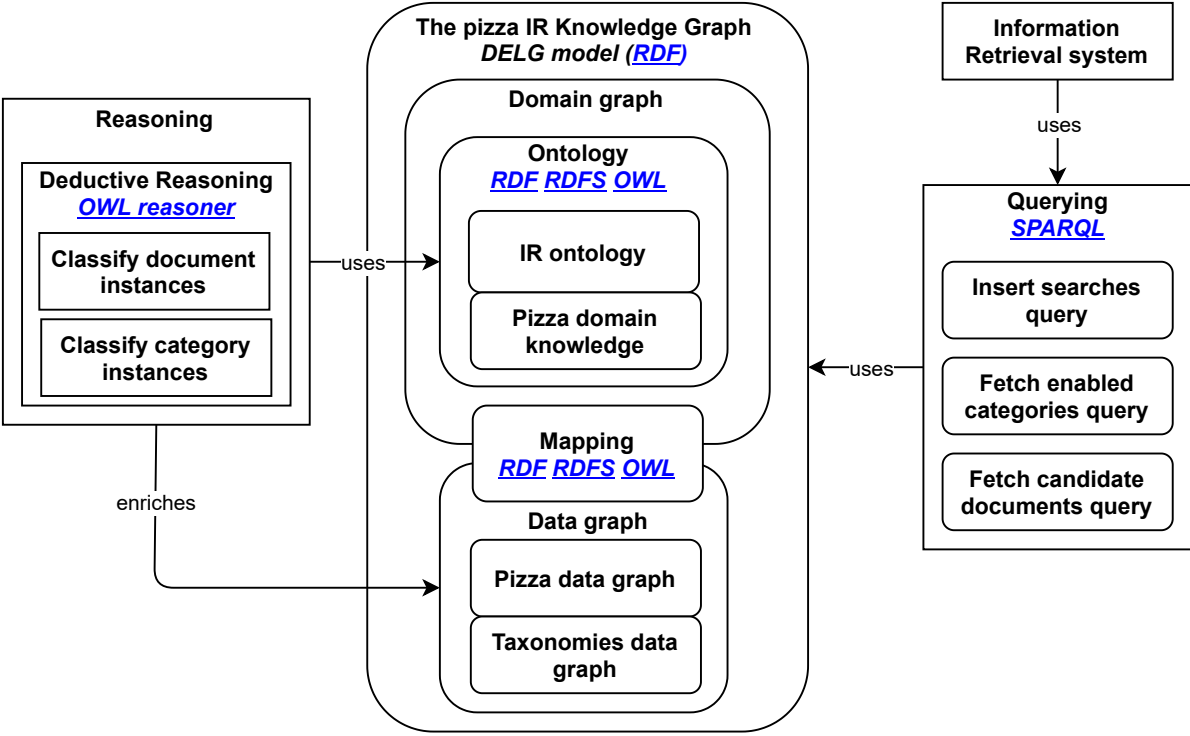 The pizza IR Knowledge Graph
DELG model (RDF)
Information
Retrieval system
Reasoning
Deductive Reasoning
OWL reasoner
Classify document
instances
Classify category
instances
uses
enriches
Domain graph
Ontology
RDF RDFS OWL
IR ontology
Pizza domain
knowledge
Mapping
RDF RDFS OWL
Data graph
Pizza data graph
Taxonomies data
graph
uses
uses
Querying
SPARQL
Insert searches
query
Fetch enabled
categories query
Fetch candidate
documents query